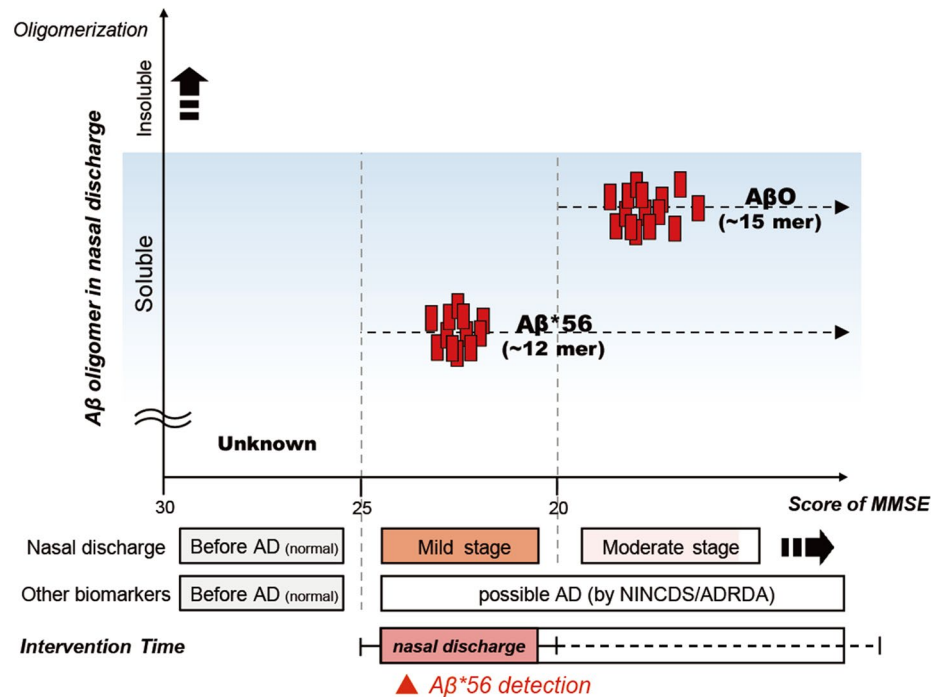 Oligomerization
Insoluble
Aβ oligomer in nasal discharge
Soluble
AβO
(~15 mer)
Aβ*56
(~12 mer)
Unknown
30
25
20
Score of MMSE
Nasal discharge
Before AD (normal)
Mild stage
Moderate stage
Other biomarkers
Before AD (normal)
possible AD (by NINCDS/ADRDA)
Intervention Time
nasal discharge
Aβ*56 detection